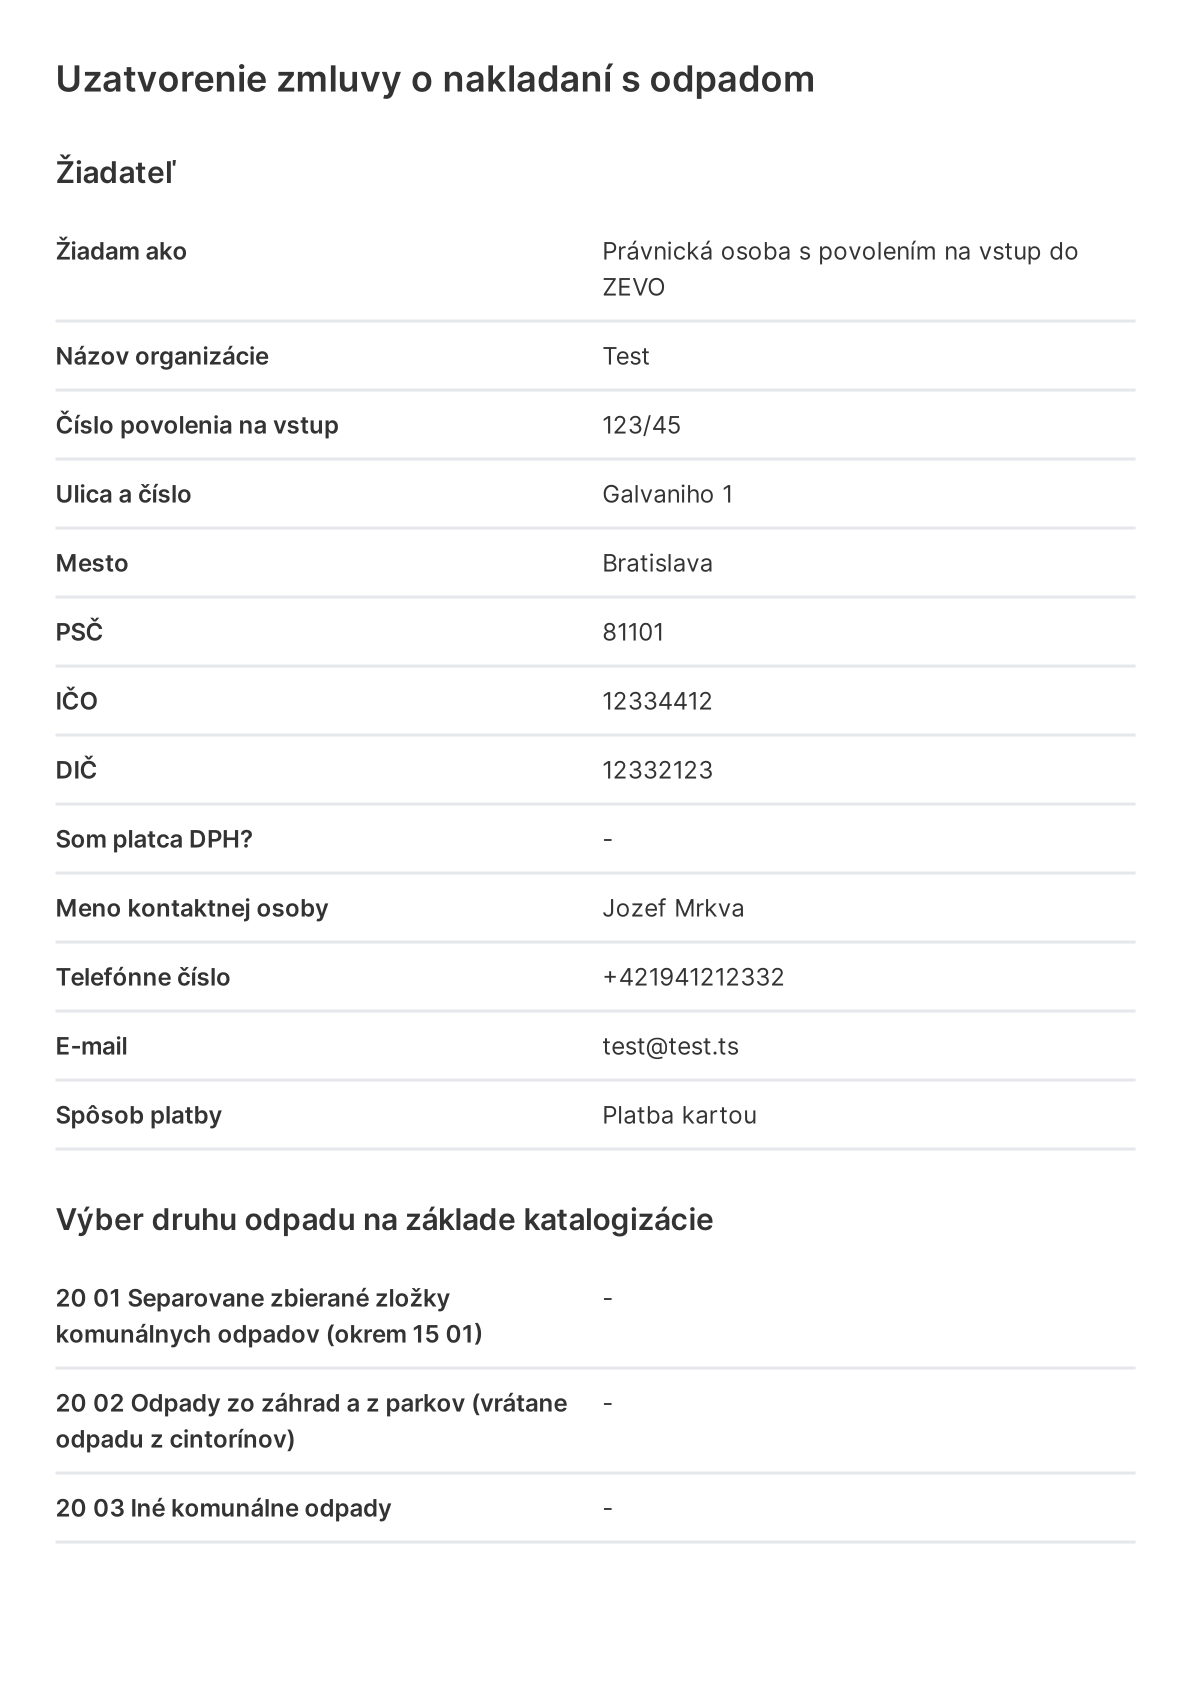 Uzatvorenie zmluvy o nakladaní s odpadom
Žiadateľ
Žiadam ako
Právnická osoba s povolením na vstup do
ZEVO
Názov organizácie
Test
Číslo povolenia na vstup
123/45
Ulica a číslo
Galvaniho 1
Mesto
Bratislava
PSČ
81101
IČO
12334412
DIČ
12332123
Som platca DPH?
-
Meno kontaktnej osoby
Jozef Mrkva
Telefónne číslo
+421941212332
E-mail
test@test.ts
Spôsob platby
Platba kartou
Výber druhu odpadu na základe katalogizácie
20 01 Separovane zbierané zložky
komunálnych odpadov (okrem 15 01)
-
20 02 Odpady zo záhrad a z parkov (vrátane
odpadu z cintorínov)
-
20 03 Iné komunálne odpady
-